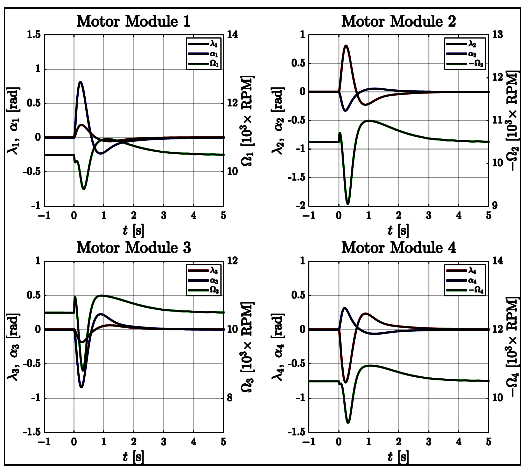 Motor Module 1
1.5
1
0.5
0
-0.5
-1
λ₁, α₁ [rad]
λ₁
α₁
Ω₁
14
12
10
Ω₁ [10³× RPM]
-1 0 1 2 3 4 5
t [s]
Motor Module 2
1
0.5
0
-0.5
-1
-1.5
-2
λ₂, α₂ [rad]
λ₂
α₂
-Ω₂
13
12
11
10
9
-Ω₂ [10³× RPM]
-1 0 1 2 3 4 5
t [s]
Motor Module 3
1
0.5
0
-0.5
-1
-1.5
λ₃, α₃ [rad]
λ₃
α₃
Ω₃
12
10
8
Ω₃ [10³× RPM]
-1 0 1 2 3 4 5
t [s]
Motor Module 4
1
0.5
0
-0.5
-1
-1.5
λ₄, α₄ [rad]
λ₄
α₄
-Ω₄
14
12
10
-Ω₄ [10³× RPM]
-1 0 1 2 3 4 5
t [s]